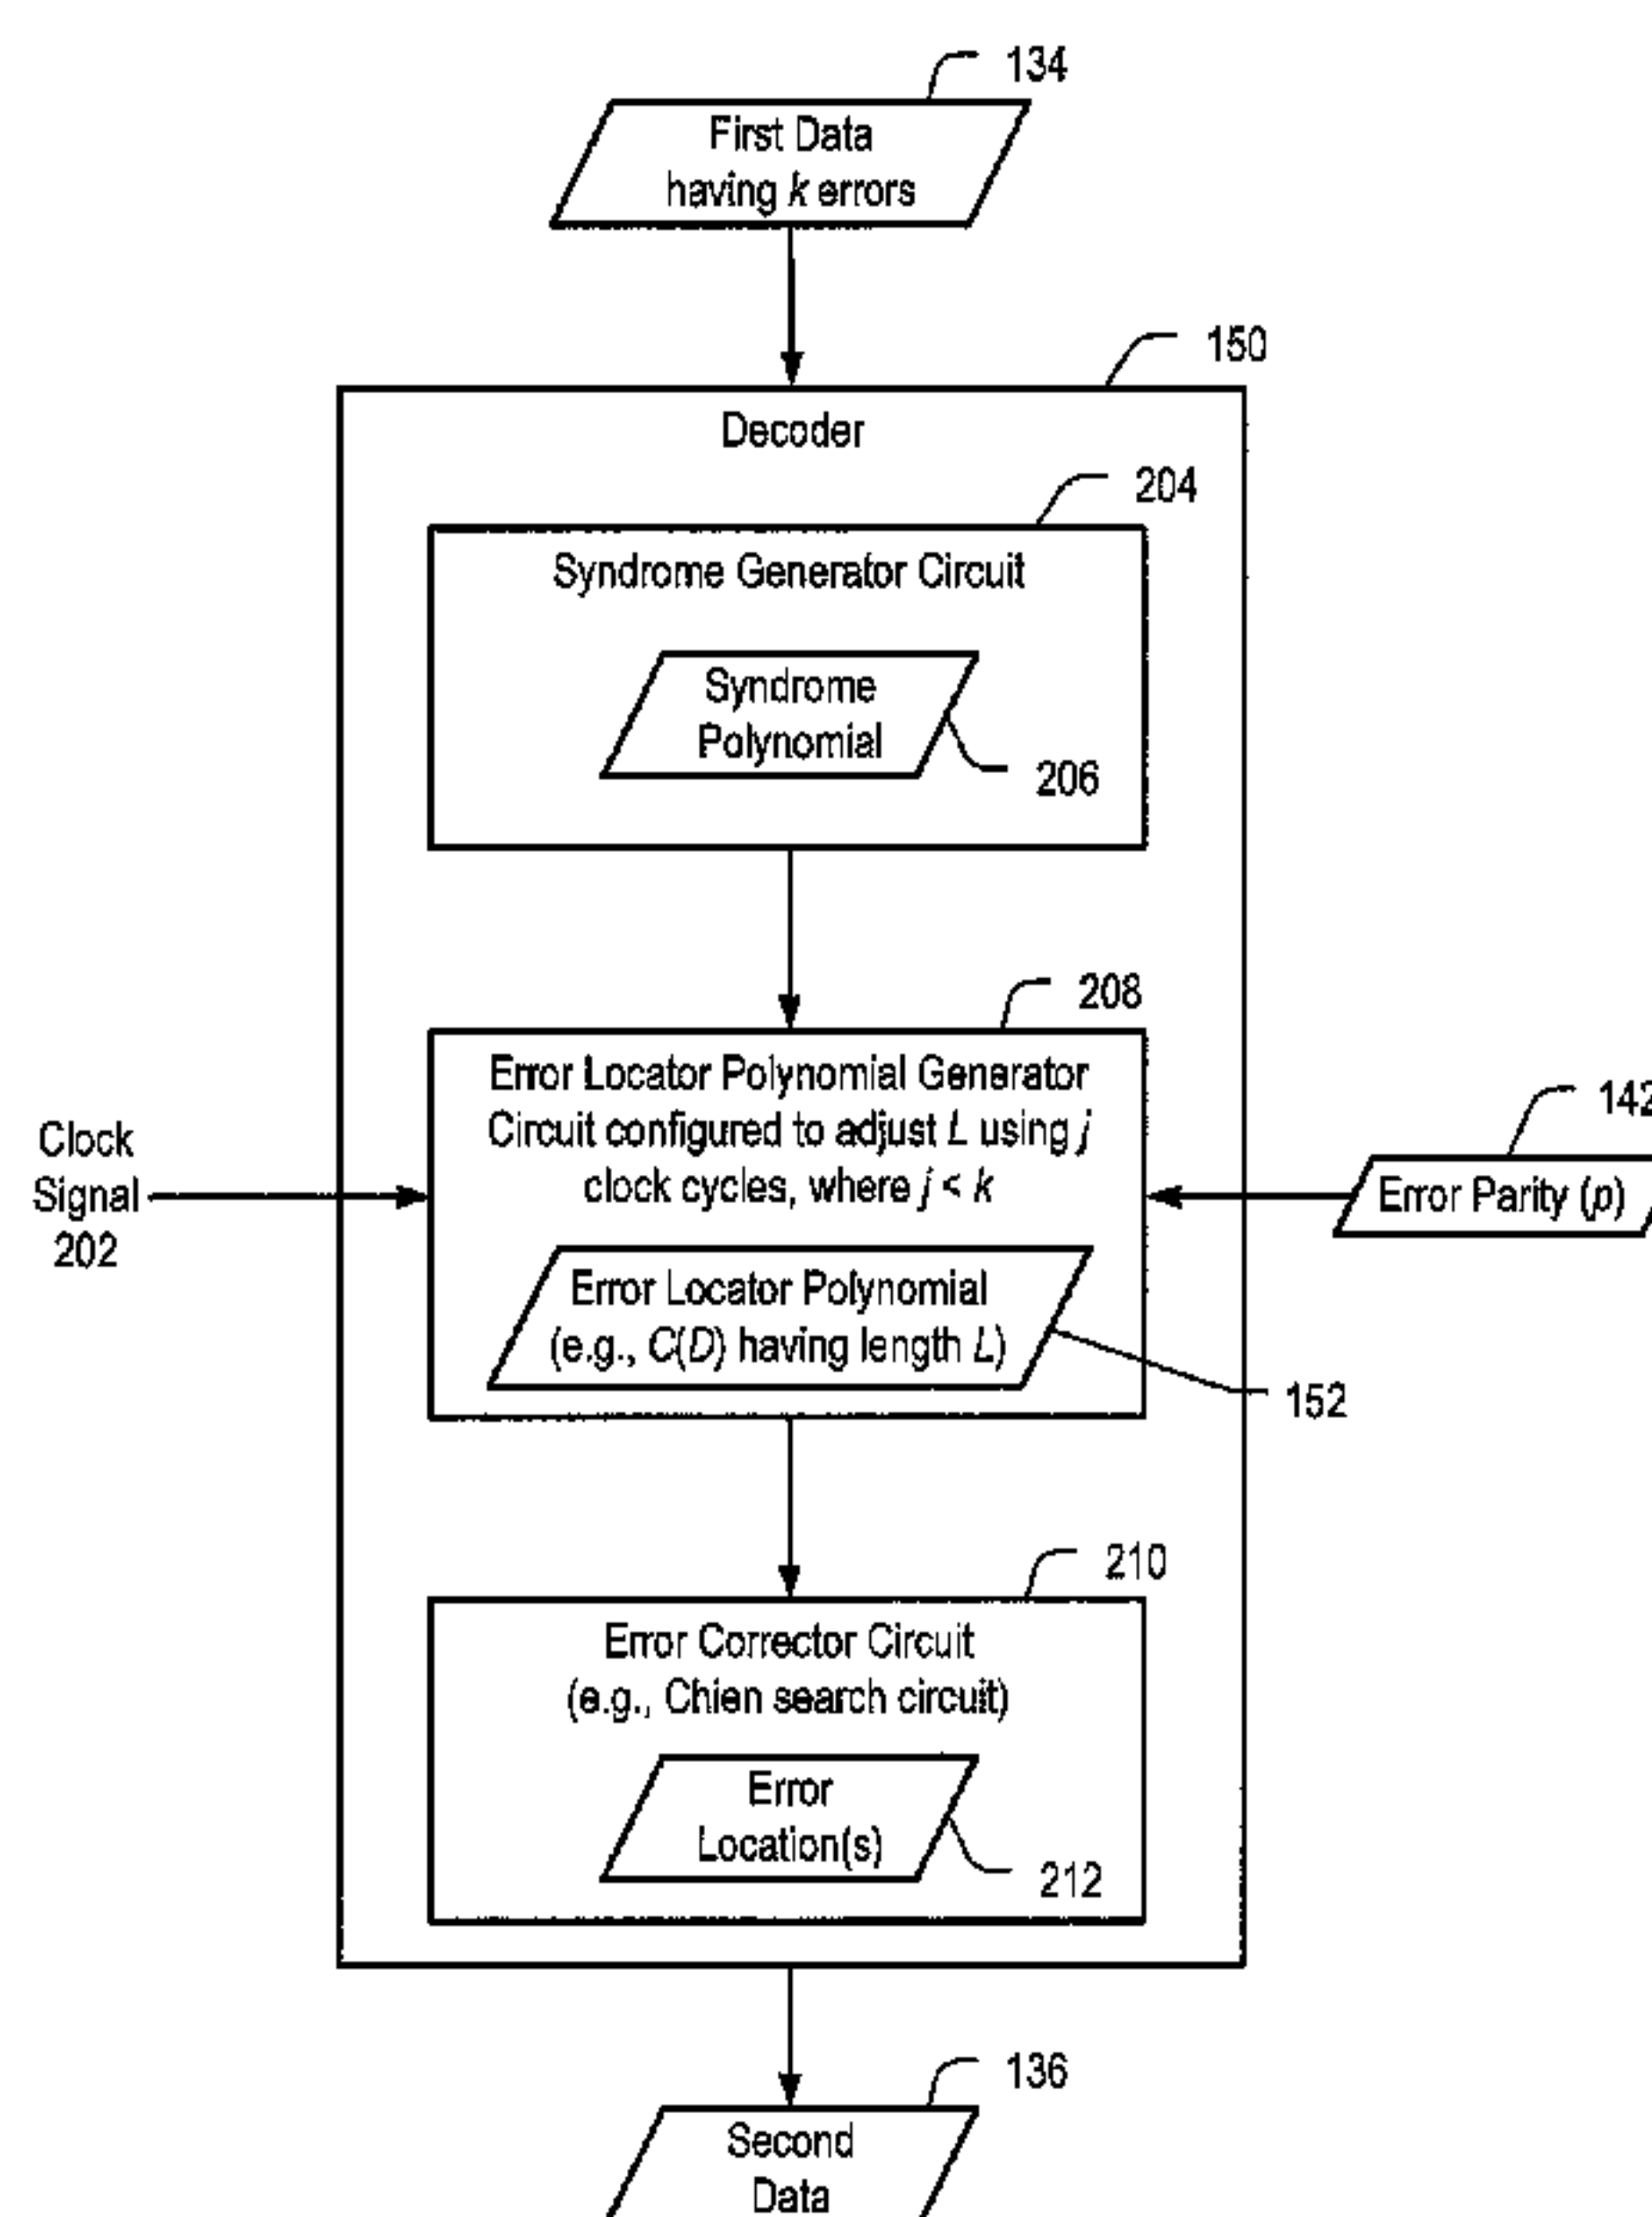 134
First Data
having k errors
150
Decoder
204
Syndrome Generator Circuit
Syndrome
Polynomial
206
208
Error Locator Polynomial Generator
Circuit configured to adjust L using j
clock cycles, where j < k
Clock
Signal
202
142
Error Parity (p)
Error Locator Polynomial
(e.g., C(D) having length L)
152
210
Error Corrector Circuit
(e.g., Chien search circuit)
Error
Location(s)
212
136
Second
Data